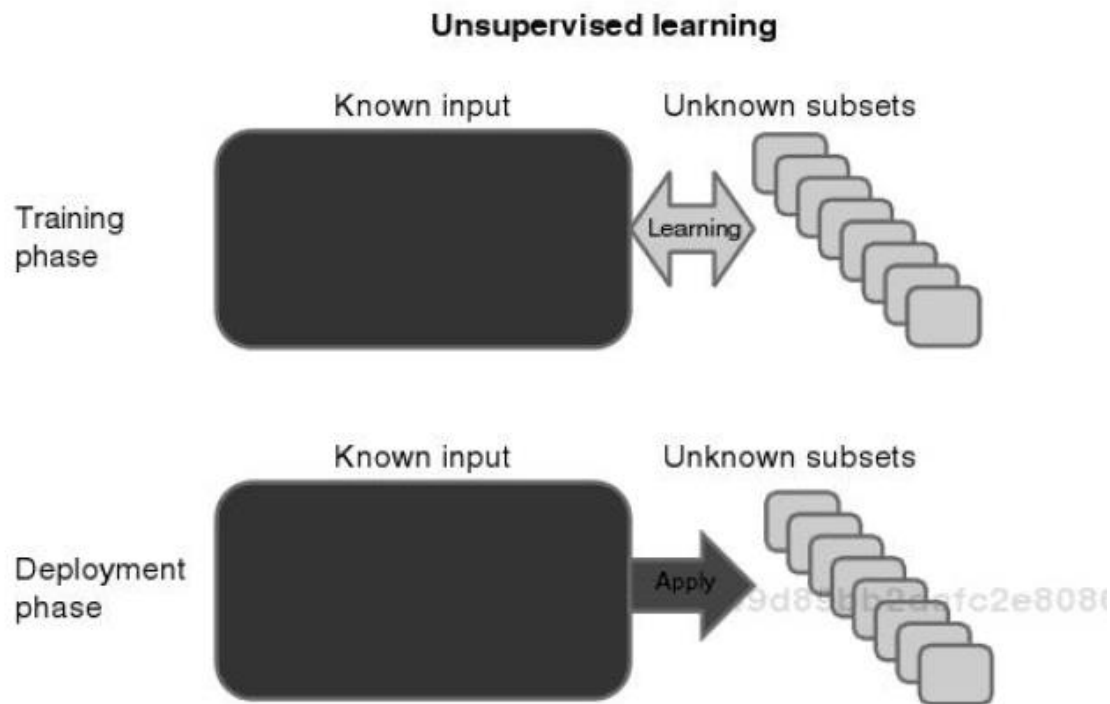 Unsupervised learning
Known input Unknown subsets
Training
phase
Learning
Known input Unknown subsets
Deployment
phase
Apply